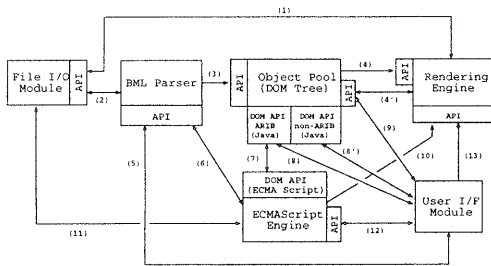 (1)
File I/O
Module
API
(2)
BML Parser
API
(3)
API
Object Pool
(DOM Tree)
API
DOM API
ARIB
(Java)
DOM API
non-ARIB
(Java)
(4)
(4')
API
Rendering
Engine
API
(5)
(6)
(7)
(8)
(8')
(9)
(10)
(13)
DOM API
(ECMA Script)
ECMAScript
Engine
API
User I/F
Module
(11)
(12)